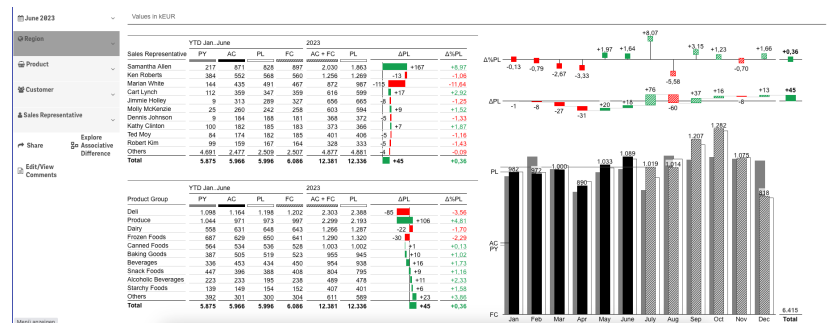 June 2023
Values in kEUR
Region
Product
Customer
Sales Representative
Share
Explore Associative Difference
Edit/View Comments
YTD Jan._June 2023
Sales Representative PY AC PL FC AC + FC PL ΔPL Δ%PL
Samantha Allen 217 871 828 897 2.030 1.863 +167 +8,97
Ken Roberts 384 552 568 560 1.256 1.269 -13 -1,06
Marian White 144 435 491 467 872 987 -115 -11,64
Cart Lynch 112 359 347 359 616 599 +17 +2,92
Jimmie Holley 9 313 289 327 656 665 -8 -1,25
Molly McKenzie 25 260 242 258 603 594 +9 +1,52
Dennis Johnson 9 184 188 181 368 372 -5 -1,33
Kathy Clinton 100 182 185 183 373 366 +7 +1,87
Ted Moy 84 174 182 185 401 406 -5 -1,16
Robert Kim 99 159 167 164 328 333 -5 -1,43
Others 4.691 2.477 2.509 2.507 4.877 4.881 -4 -0,09
Total 5.875 5.966 5.996 6.086 12.381 12.336 +45 +0,36
YTD Jan._June 2023
Product Group PY AC PL FC AC + FC PL ΔPL Δ%PL
Deli 1.098 1.164 1.198 1.202 2.303 2.388 -85 -3,56
Produce 1.044 971 973 997 2.299 2.193 +106 +4,81
Dairy 558 631 648 643 1.266 1.287 -22 -1,70
Frozen Foods 687 629 650 641 1.290 1.320 -30 -2,29
Canned Foods 564 534 536 528 1.003 1.002 +1 +0,13
Baking Goods 387 505 519 523 955 945 +10 +1,02
Beverages 336 453 434 450 954 938 +16 +1,73
Snack Foods 447 396 388 408 804 795 +9 +1,16
Alcoholic Beverages 223 233 195 238 489 478 +11 +2,33
Starchy Foods 139 149 154 152 407 401 +6 +1,58
Others 392 301 300 304 611 589 +23 +3,86
Total 5.875 5.966 5.996 6.086 12.381 12.336 +45 +0,36
Δ%PL -0,13 -0,79 -2,67 -3,33 +1,97 +1,64 +8,07 -5,58 +3,15 +1,23 -0,70 +1,66 +0,36
ΔPL -1 -8 -27 -31 +20 +18 +76 -60 +37 +16 -8 +13 +45
PL 982 972 1.000 890 1.033 1.089 1.019 1.014 1.207 1.282 1.075 818
AC
PY
FC 6.415
Jan Feb Mar Apr May June July Aug Sep Oct Nov Dec Total
Menü anzeigen